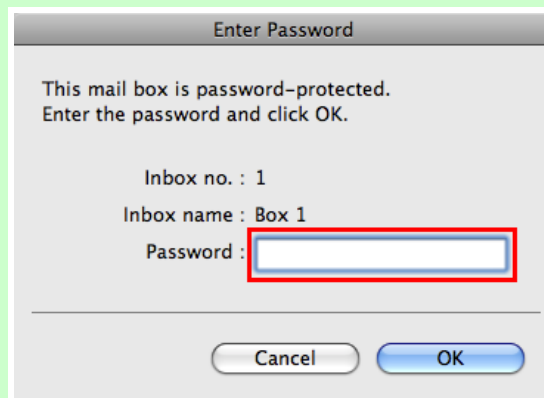 Enter Password
This mail box is password-protected.
Enter the password and click OK.
Inbox no. : 1
Inbox name : Box 1
Password :
Cancel OK